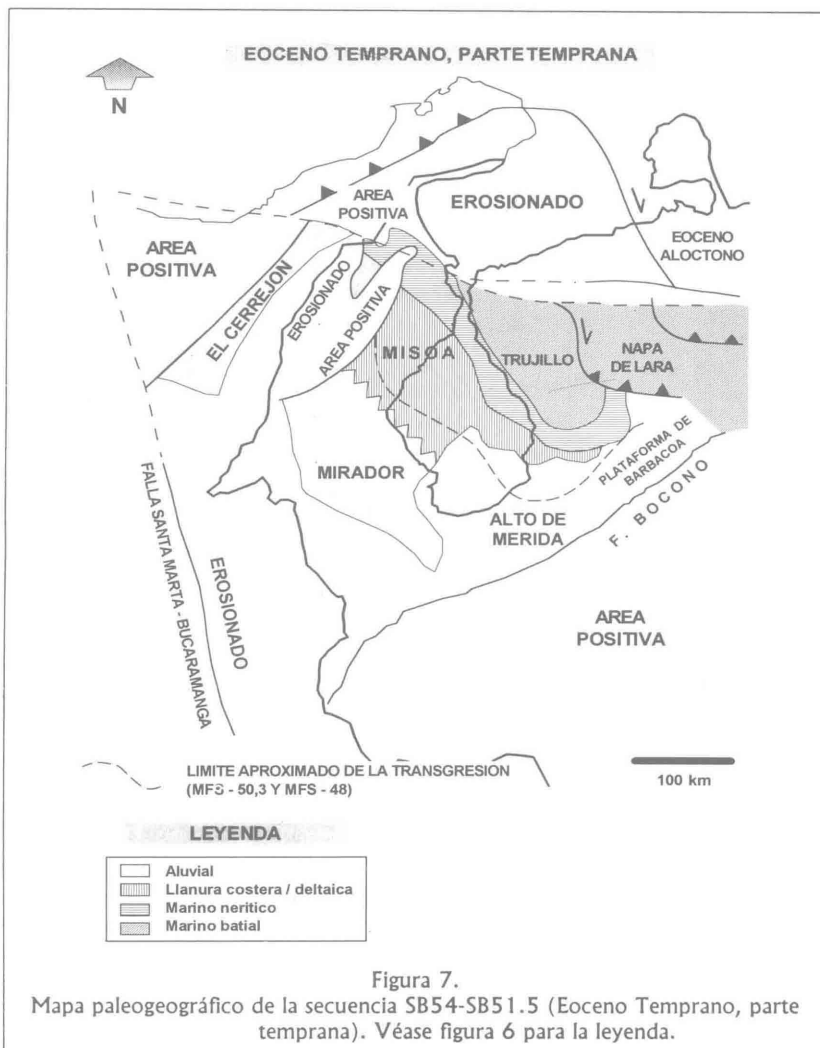 EOCENO TEMPRANO, PARTE TEMPRANA
N
AREA
POSITIVA
ERODIONADO
AREA
POSITIVA
EOCENO
ALOCTONO
EL CERREJON
EROSIONADO
AREA POSITIVA
MISOA
TRUJILLO
NAPA
DE LARA
PLATAFORMA DE
BARBACOA
MIRADOR
ALTO DE
MERIDA
F. BOCONO
FALLA SANTA MARTA - BUCARAMANGA
EROSIONADO
AREA
POSITIVA
LIMITE APROXIMADO DE LA TRANSGRESIÓN
(MFS - 50,3 Y MFS - 48)
100 km
LEYENDA
Aluvial
Llanura costera / deltaica
Marino neritico
Marino batial
Figura 7.
Mapa paleogeográfico de la secuencia SB54-SB51.5 (Eoceno Temprano, parte
temprana). Véase figura 6 para la leyenda.